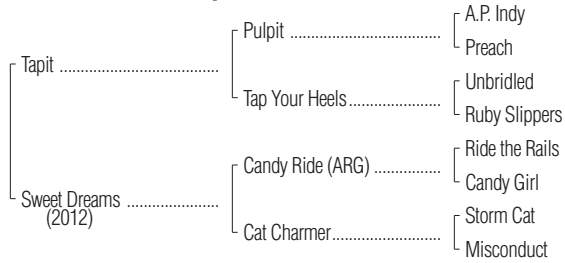 A.P. Indy
Pulpit ..................................
Preach
Tapit .......................................
Unbridled
Tap Your Heels.....................
Ruby Slippers
Ride the Rails
Candy Ride (ARG) ...............
Candy Girl
Sweet Dreams ......................
(2012)
Storm Cat
Cat Charmer.........................
Misconduct